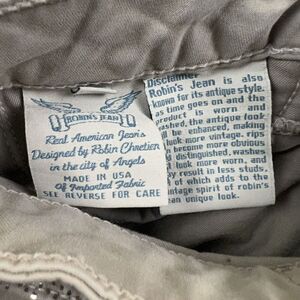 ROBIN'S JEAN
Real American Jean's
Designed by Robin Chretien
in the city of Angels
MADE IN USA
Of Imported Fabric
SEE REVERSE FOR CARE
Disclaimer
Robin's Jean is also
known for its antique style.
as time goes on and the
product is worn and
washed, the antique look
will be enhanced, making
look more vintage. rips
become more obvious
distinguished, washes
look more worn, and
result in less studs.
of which adds to the
vintage spirit of robin's
jean unique look.